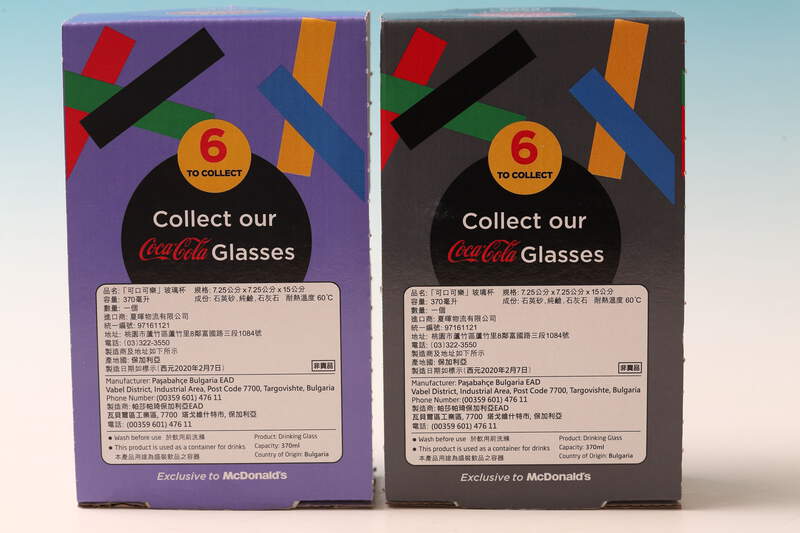 6
TO COLLECT
Collect our
Coca-Cola Glasses
品名:「可口可樂」玻璃杯 規格: 7.25公分 x 7.25公分 x 15公分
容量: 370毫升 成份: 石英砂, 純鹼, 石灰石 耐熱溫度 60℃
數量: 一個
進口商: 夏暉物流有限公司
統一編號: 97161121
地址: 桃園市蘆竹區蘆竹里8鄰富國路三段1084號
電話: (03)322-3550
製造商及地址如下所示
產地國: 保加利亞
製造日期如標示 (西元2020年2月7日) 非賣品
Manufacturer: Paşabahçe Bulgaria EAD
Vabel District, Industrial Area, Post Code 7700, Targovishte, Bulgaria
Phone Number: (00359 601) 476 11
製造商: 帕莎帕琦保加利亞EAD
瓦貝爾區工業區, 7700 塔戈維什特市, 保加利亞
電話: (00359 601) 476 11
• Wash before use 於飲用前洗滌 Product: Drinking Glass
• This product is used as a container for drinks Capacity: 370ml
本產品用途為盛裝飲品之容器 Country of Origin: Bulgaria
Exclusive to McDonald's
6
TO COLLECT
Collect our
Coca-Cola Glasses
品名:「可口可樂」玻璃杯 規格: 7.25公分 x 7.25公分 x 15公分
容量: 370毫升 成份: 石英砂, 純鹼, 石灰石 耐熱溫度 60℃
數量: 一個
進口商: 夏暉物流有限公司
統一編號: 97161121
地址: 桃園市蘆竹區蘆竹里8鄰富國路三段1084號
電話: (03)322-3550
製造商及地址如下所示
產地國: 保加利亞
製造日期如標示 (西元2020年2月7日) 非賣品
Manufacturer: Paşabahçe Bulgaria EAD
Vabel District, Industrial Area, Post Code 7700, Targovishte, Bulgaria
Phone Number: (00359 601) 476 11
製造商: 帕莎帕琦保加利亞EAD
瓦貝爾區工業區, 7700 塔戈維什特市, 保加利亞
電話: (00359 601) 476 11
• Wash before use 於飲用前洗滌 Product: Drinking Glass
• This product is used as a container for drinks Capacity: 370ml
本產品用途為盛裝飲品之容器 Country of Origin: Bulgaria
Exclusive to McDonald's